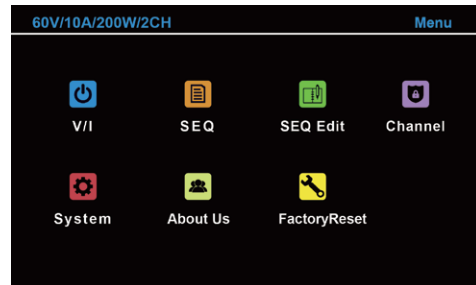 60V/10A/200W/2CH Menu
V/I SEQ SEQ Edit Channel
System About Us FactoryReset